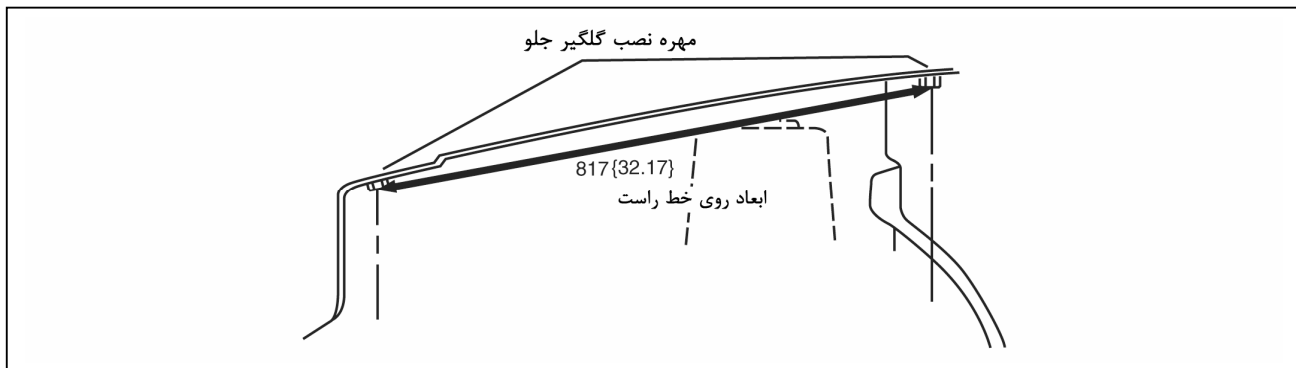 مهره نصب گلگیر جلو
817{32.17}
ابعاد روی خط راست